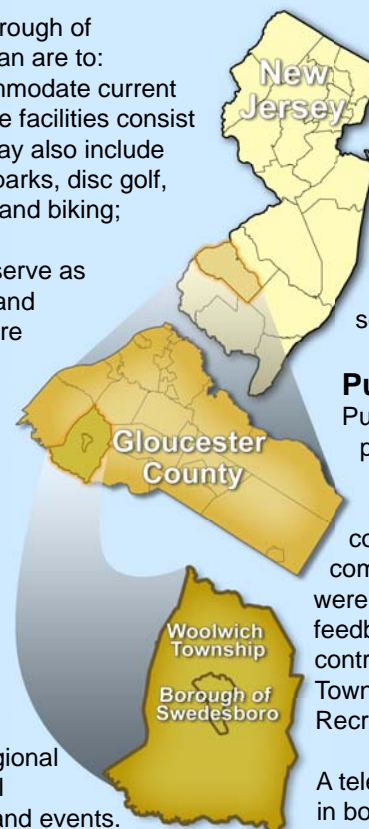 rough of
an are to:
mmodate current
e facilities consist
ay also include
parks, disc golf,
and biking;
serve as
and
re
gional
l
and events.
New
Jersey
Gloucester
County
Woolwich
Township
Borough of
Swedesboro
s
Pu
Pu
p
co
com
were
feedb
contr
Town
Recr
A tele
in bo